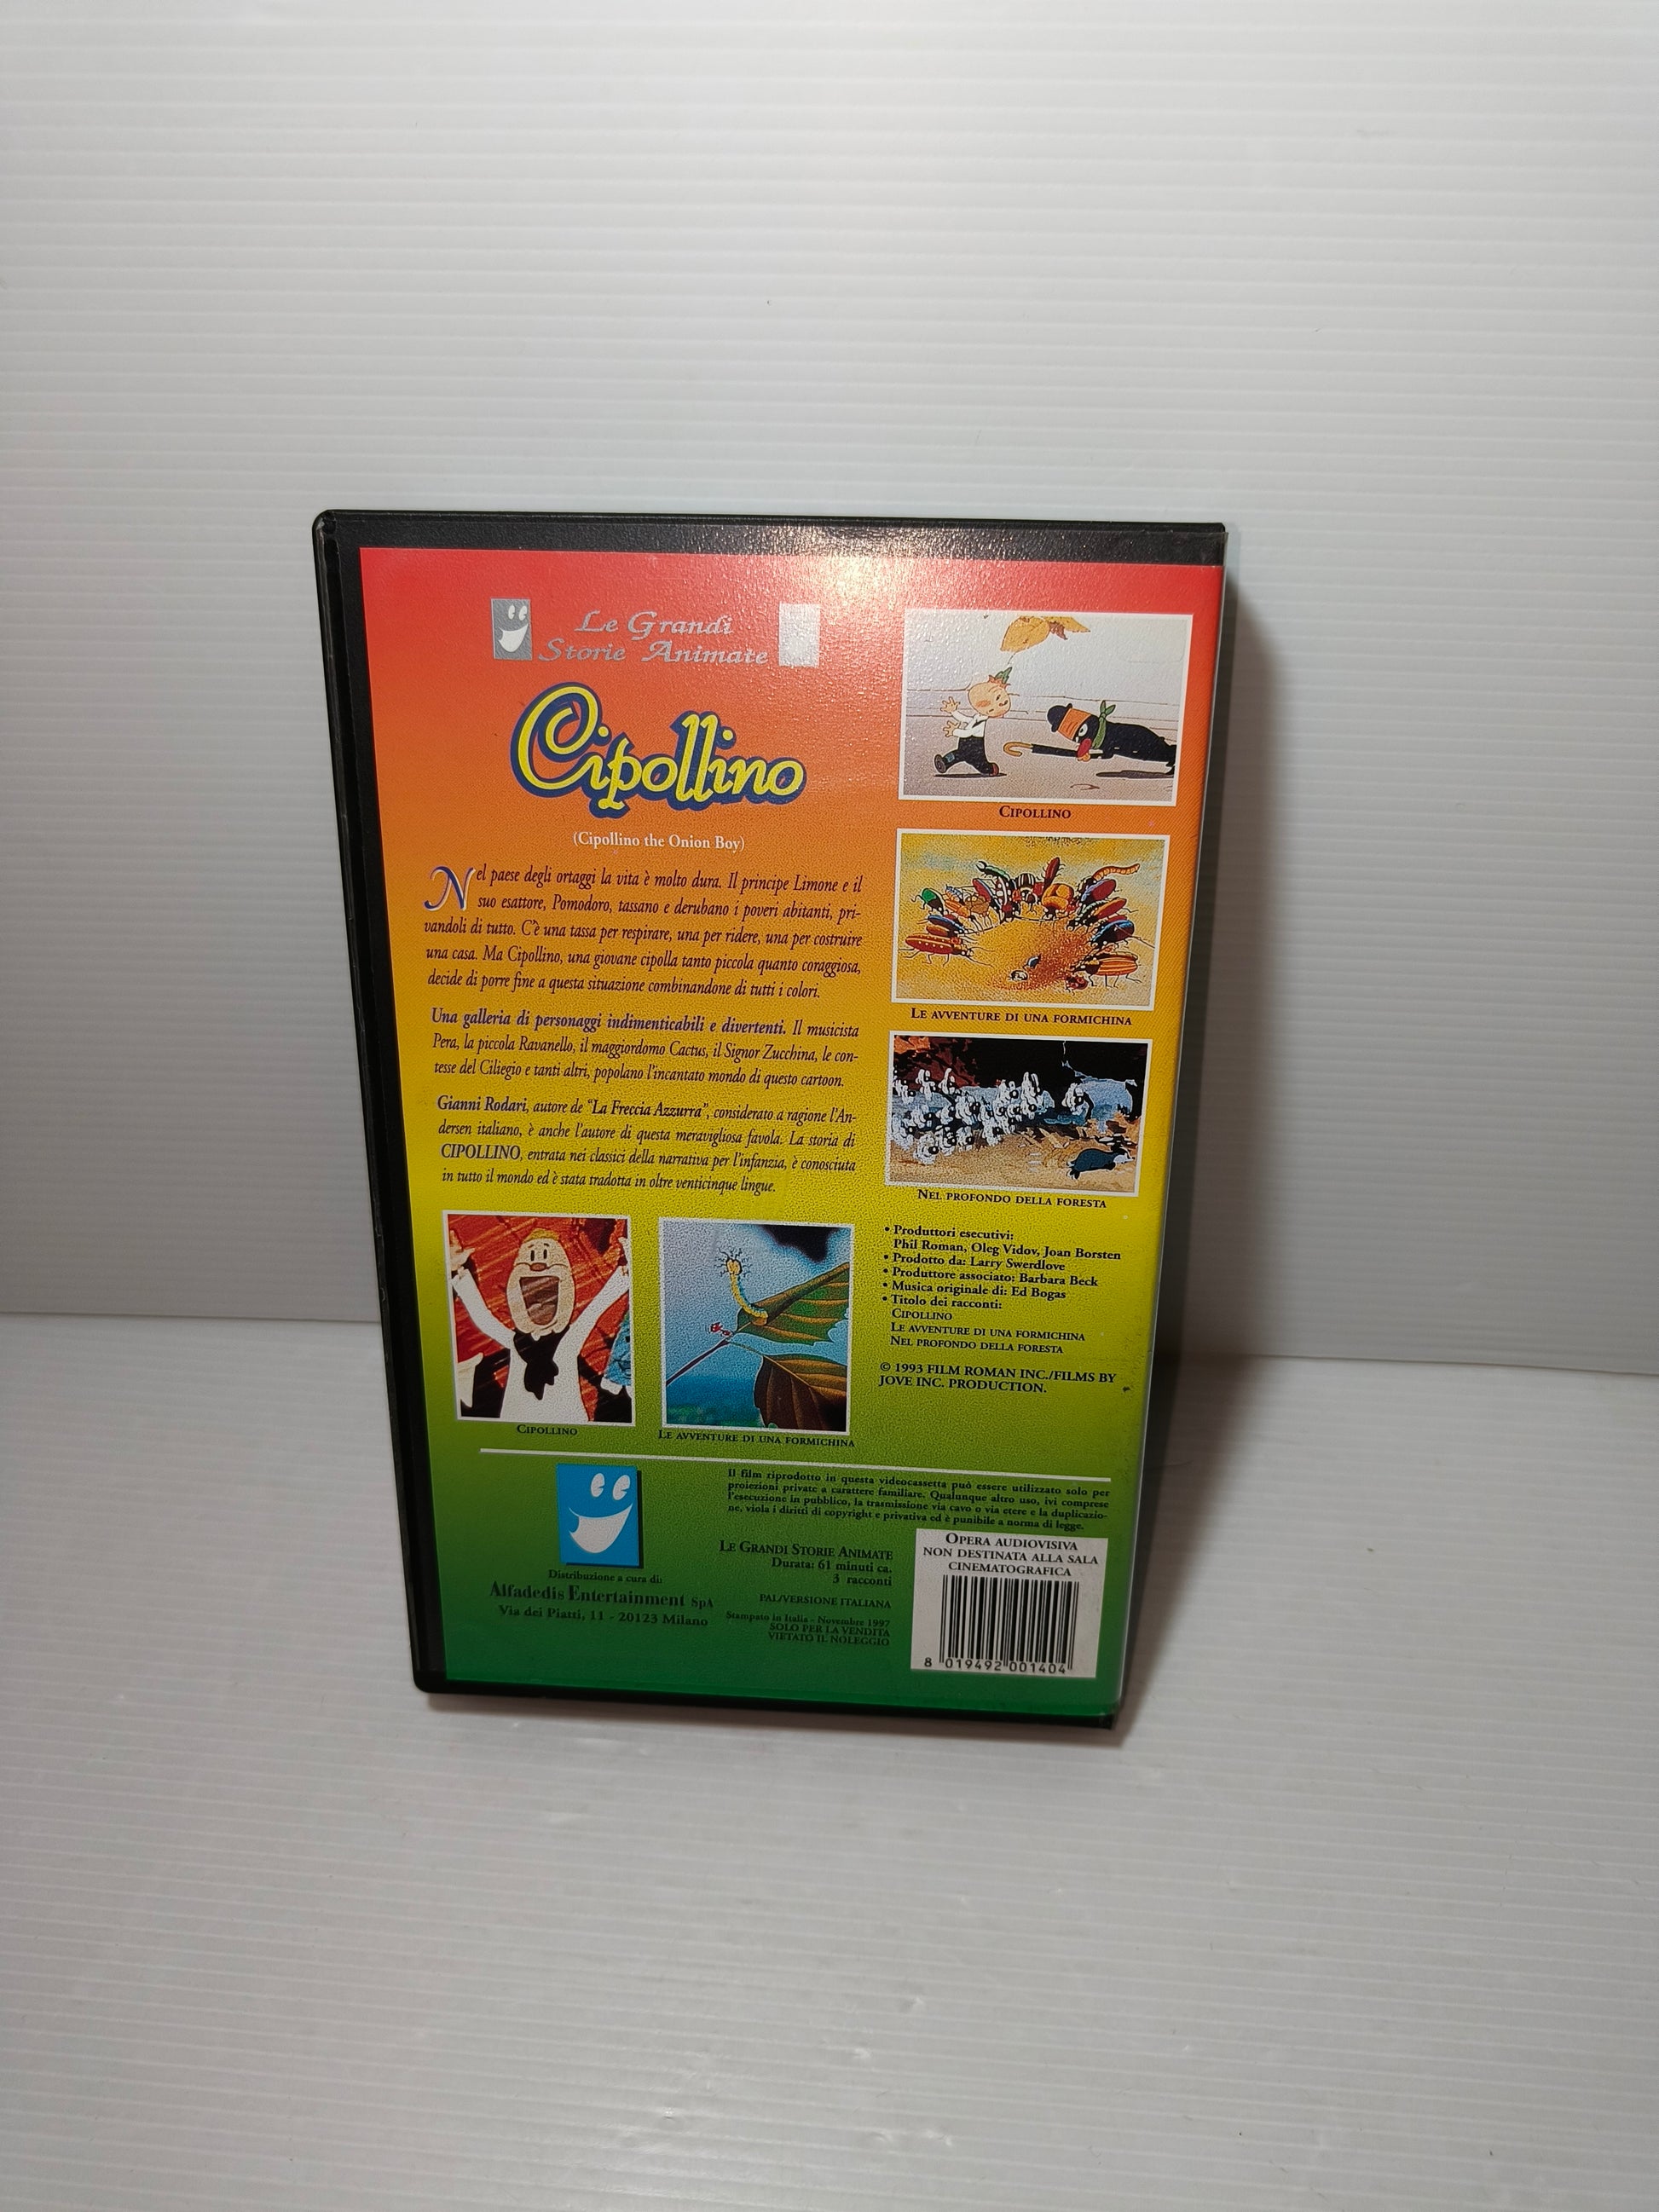 Le Grandi
Storie Animate
Cipollino
(Cipollino the Onion Boy)
Nel paese degli ortaggi la vita è molto dura. Il principe Limone e il
suo esattore, Pomodoro, tassano e derubano i poveri abitanti, pri-
vandoli di tutto. C'è una tassa per respirare, una per ridere, una per costruire
una casa. Ma Cipollino, una giovane cipolla tanto piccola quanto coraggiosa,
decide di porre fine a questa situazione combinandone di tutti i colori.
Una galleria di personaggi indimenticabili e divertenti. Il musicista
Pera, la piccola Ravanello, il maggiordomo Cactus, il Signor Zucchina, le con-
tesse del Ciliegio e tanti altri, popolano l'incantato mondo di questo cartoon.
Gianni Rodari, autore de "La Freccia Azzurra", considerato a ragione l'An-
dersen italiano, è anche l'autore di questa meravigliosa favola. La storia di
CIPOLLINO, entrata nei classici della narrativa per l'infanzia, è conosciuta
in tutto il mondo ed è stata tradotta in oltre venticinque lingue.
CIPOLLINO
LE AVVENTURE DI UNA FORMICHINA
NEL PROFONDO DELLA FORESTA
CIPOLLINO
LE AVVENTURE DI UNA FORMICHINA
• Produttori esecutivi:
Phil Roman, Oleg Vidov, Joan Borsten
• Prodotto da: Larry Swerdlove
• Produttore associato: Barbara Beck
• Musica originale di: Ed Bogas
• Titolo dei racconti:
CIPOLLINO
LE AVVENTURE DI UNA FORMICHINA
NEL PROFONDO DELLA FORESTA
© 1993 FILM ROMAN INC./FILMS BY
JOVE INC. PRODUCTION.
Il film riprodotto in questa videocassetta può essere utilizzato solo per
proiezioni private a carattere familiare. Qualunque altro uso, ivi comprese
l'esecuzione in pubblico, la trasmissione via cavo o via etere e la duplicazio-
ne, viola i diritti di copyright e privativa ed è punibile a norma di legge.
Distribuzione a cura di:
Alfadedis Entertainment SpA
Via dei Piatti, 11 - 20123 Milano
LE GRANDI STORIE ANIMATE
Durata: 61 minuti ca.
3 racconti
PAL/VERSIONE ITALIANA
Stampato in Italia - Novembre 1997
SOLO PER LA VENDITA
VIETATO IL NOLEGGIO
OPERA AUDIOVISIVA
NON DESTINATA ALLA SALA
CINEMATOGRAFICA
8 019492 001404